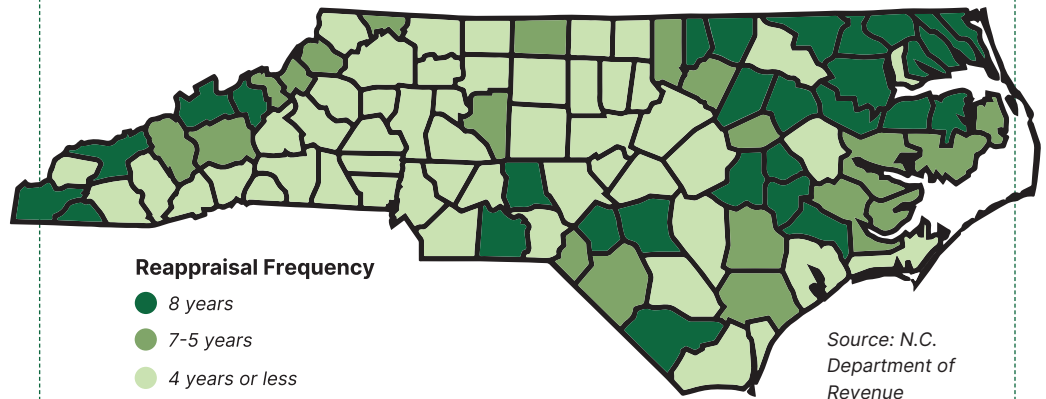 Reappraisal Frequency
8 years
7-5 years
4 years or less
Source: N.C.
Department of
Revenue